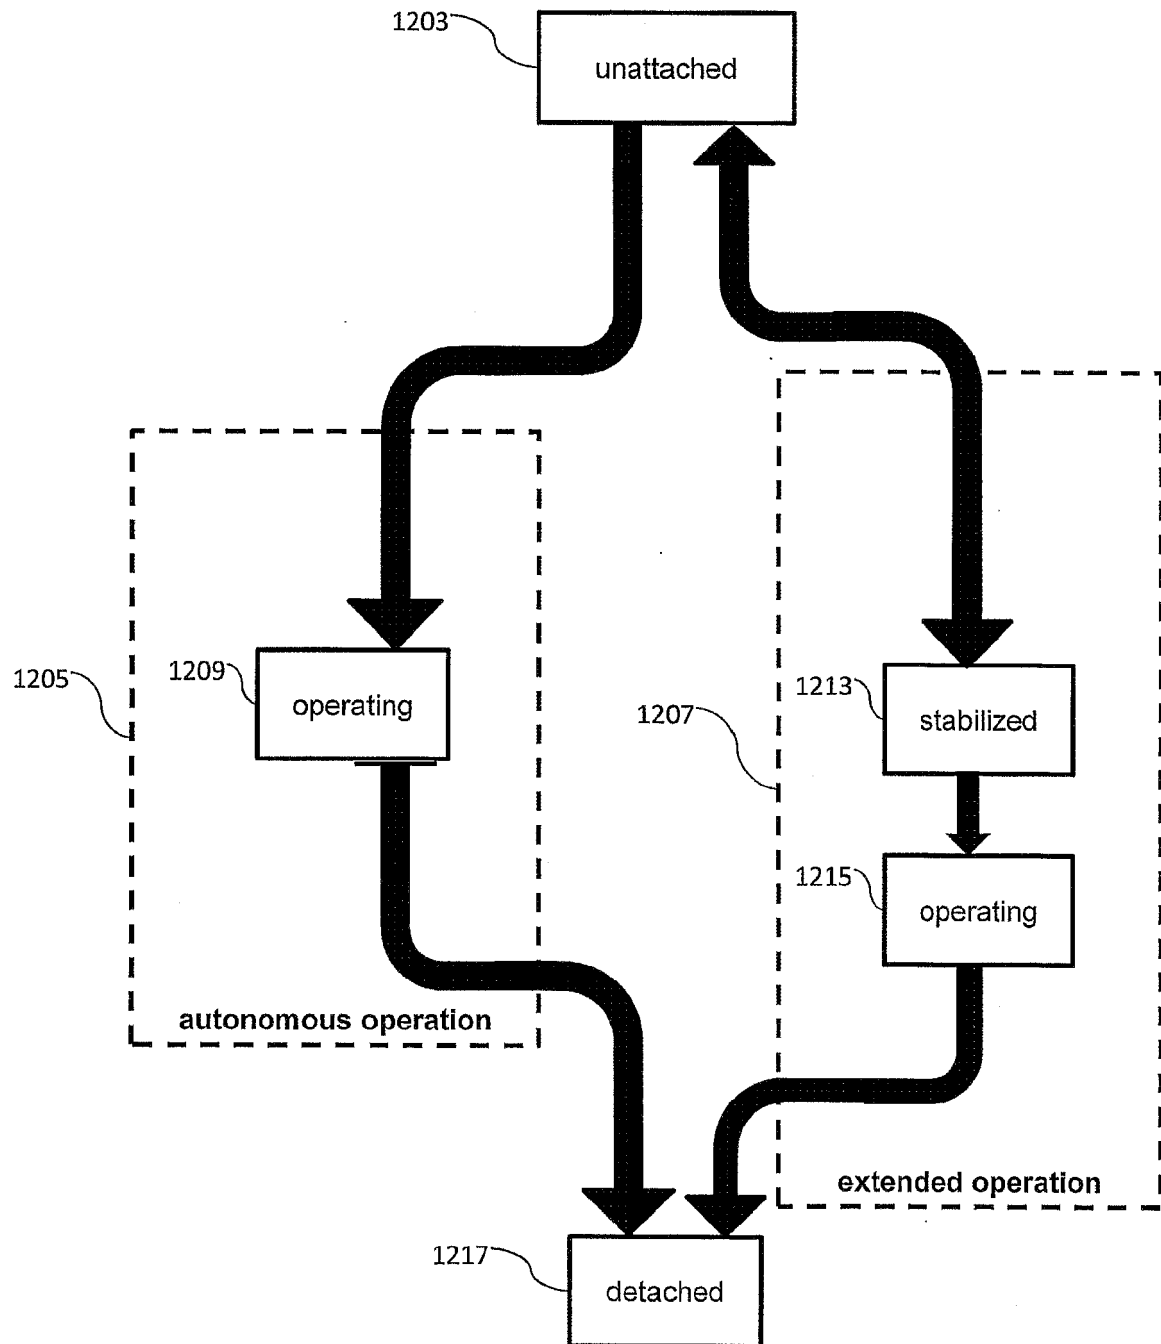 1203
unattached
1205
1209
operating
1207
1213
stabilized
1215
operating
autonomous operation
extended operation
1217
detached